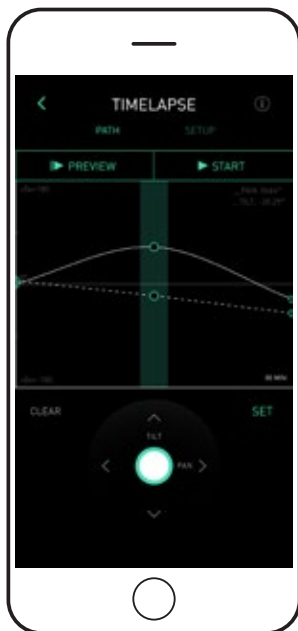 TIMELAPSE
PATH SETUP
PREVIEW START
CLEAR SET
TILT
PAN